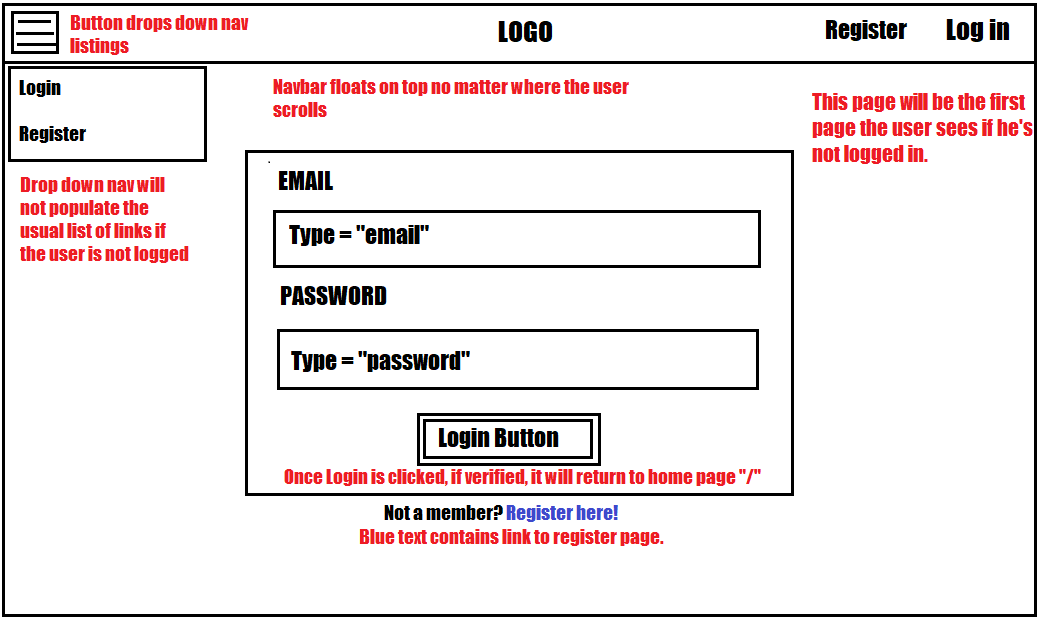 Button drops down nav
listings
LOGO
Register
Log in
Login
Register
Navbar floats on top no matter where the user
scrolls
This page will be the first
page the user sees if he's
not logged in.
Drop down nav will
not populate the
usual list of links if
the user is not logged
EMAIL
Type = "email"
PASSWORD
Type = "password"
Login Button
Once Login is clicked, if verified, it will return to home page "/"
Not a member? Register here!
Blue text contains link to register page.